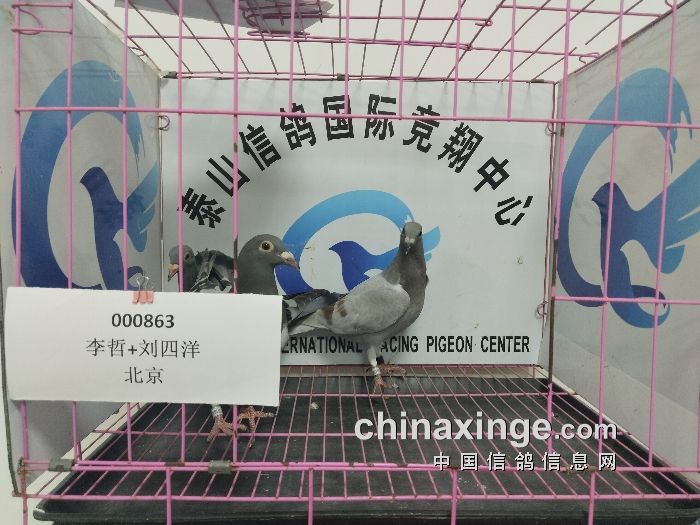 泰山信鸽国际竞翔中心
ERNATIONAL RACING PIGEON CENTER
000863
李哲+刘四洋
北京
chinaxinge.com
中国信鸽信息网